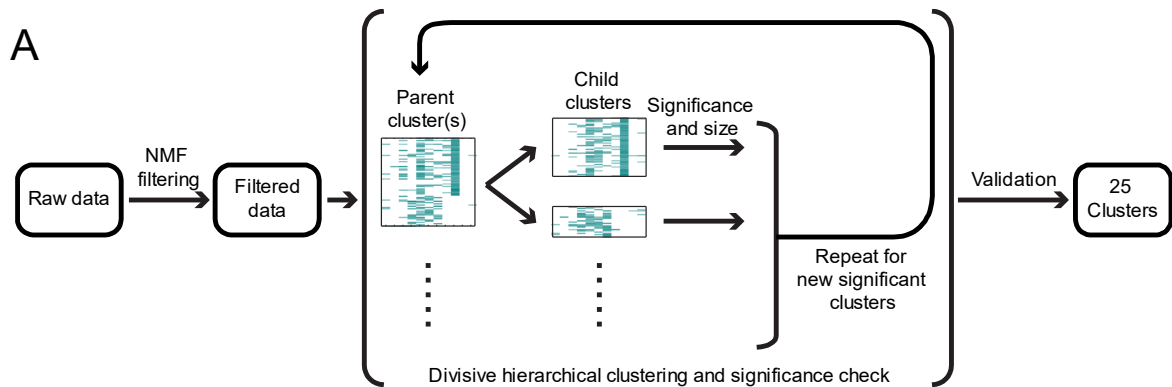 A
Raw data
NMF
filtering
Filtered
data
Parent
cluster(s)
Child
clusters
Significance
and size
Repeat for
new significant
clusters
Divisive hierarchical clustering and significance check
Validation
25
Clusters